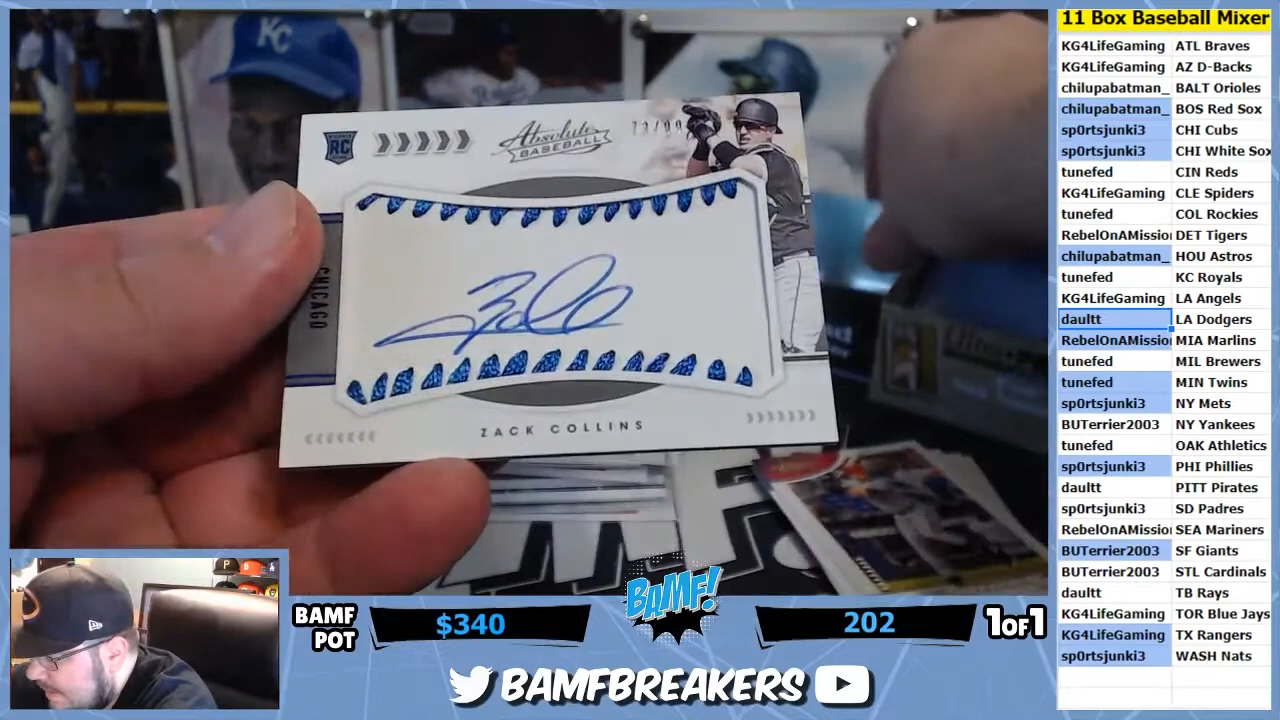 11 Box Baseball Mixer
KG4LifeGaming ATL Braves
KG4LifeGaming AZ D-Backs
chilupabatman_ BALT Orioles
chilupabatman_ BOS Red Sox
sp0rtsjunki3 CHI Cubs
sp0rtsjunki3 CHI White Sox
tunefed CIN Reds
KG4LifeGaming CLE Spiders
tunefed COL Rockies
RebelOnAMissio DET Tigers
chilupabatman_ HOU Astros
tunefed KC Royals
KG4LifeGaming LA Angels
daultt LA Dodgers
RebelOnAMissio MIA Marlins
tunefed MIL Brewers
tunefed MIN Twins
sp0rtsjunki3 NY Mets
BUTerrier2003 NY Yankees
tunefed OAK Athletics
sp0rtsjunki3 PHI Phillies
daultt PITT Pirates
sp0rtsjunki3 SD Padres
RebelOnAMissio SEA Mariners
BUTerrier2003 SF Giants
BUTerrier2003 STL Cardinals
daultt TB Rays
KG4LifeGaming TOR Blue Jays
KG4LifeGaming TX Rangers
sp0rtsjunki3 WASH Nats
KC
RC
Absolute
BASEBALL
CHICAGO
ZACK COLLINS
BAMF
POT
$340
BAMF!
202
1OF1
BAMFBREAKERS